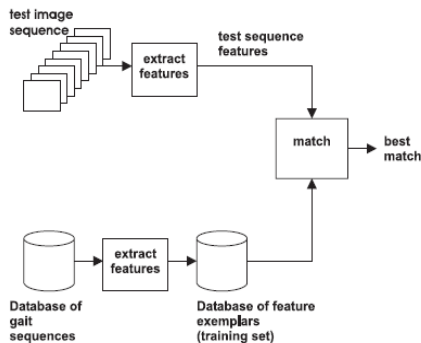 test image
sequence
extract
features
test sequence
features
match
best
match
extract
features
Database of
gait
sequences
Database of feature
exemplars
(training set)